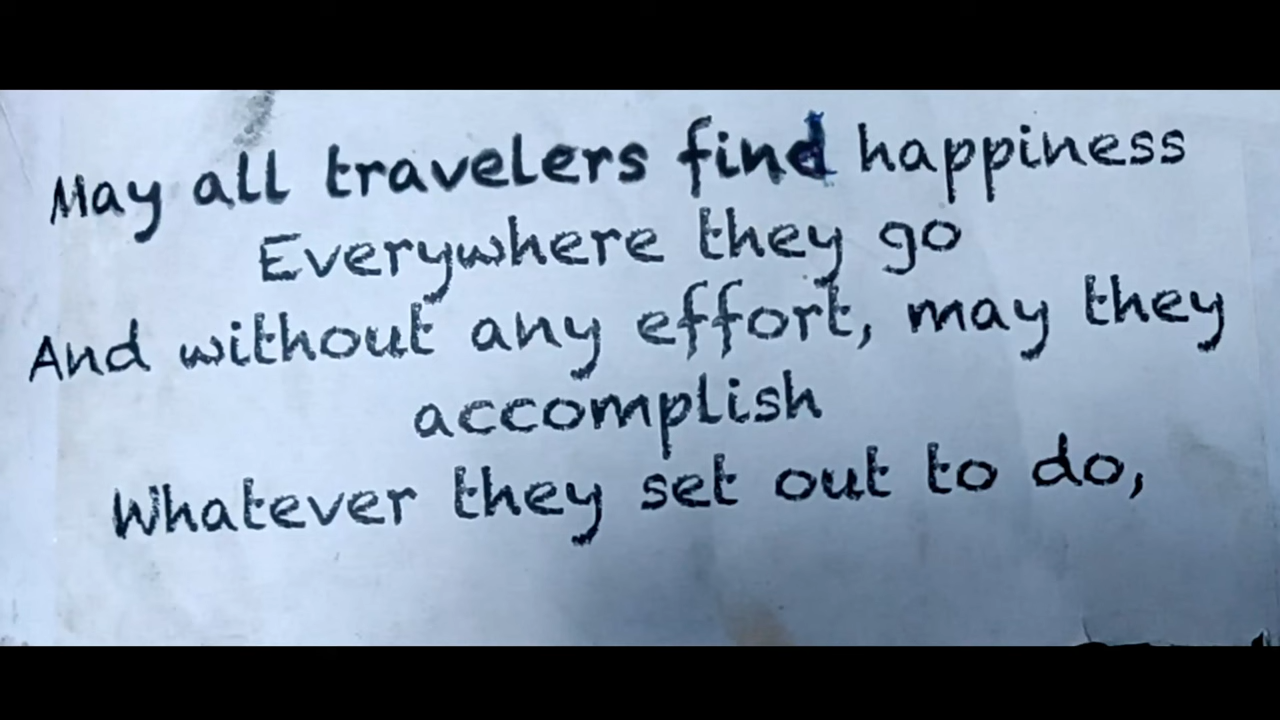 May all travelers find happiness
Everywhere they go
And without any effort, may they
accomplish
Whatever they set out to do,